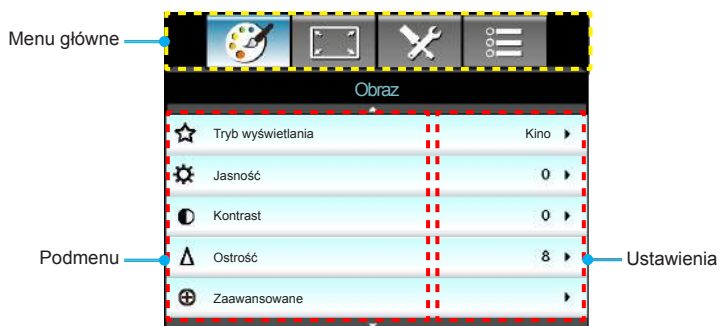 Menu główne
Obraz
Tryb wyświetlania Kino
Jasność 0
Kontrast 0
Podmenu
Ostrość 8
Ustawienia
Zaawansowane